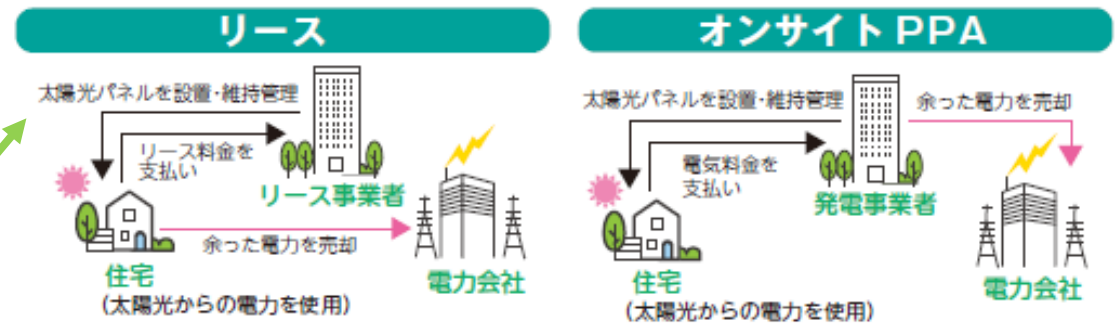 リース
太陽光パネルを設置・維持管理
リース料金を
支払い
リース事業者
余った電力を売却
住宅
(太陽光からの電力を使用)
電力会社
オンサイトPPA
太陽光パネルを設置・維持管理
余った電力を売却
電気料金を
支払い
発電事業者
住宅
(太陽光からの電力を使用)
電力会社